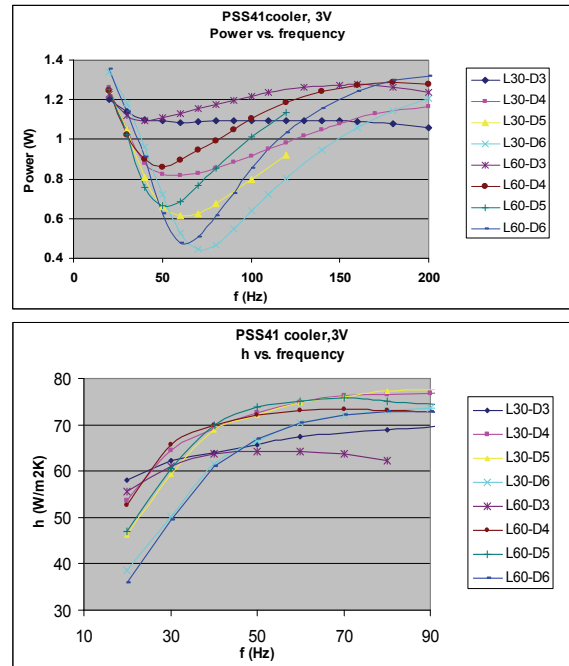 PSS41cooler, 3V
Power vs. frequency
Power (W)
1.4
1.2
1
0.8
0.6
0.4
0
50
100
150
200
f (Hz)
L30-D3
L30-D4
L30-D5
L30-D6
L60-D3
L60-D4
L60-D5
L60-D6
PSS41 cooler,3V
h vs. frequency
h (W/m2K)
80
70
60
50
40
30
10
30
50
70
90
f (Hz)
L30-D3
L30-D4
L30-D5
L30-D6
L60-D3
L60-D4
L60-D5
L60-D6